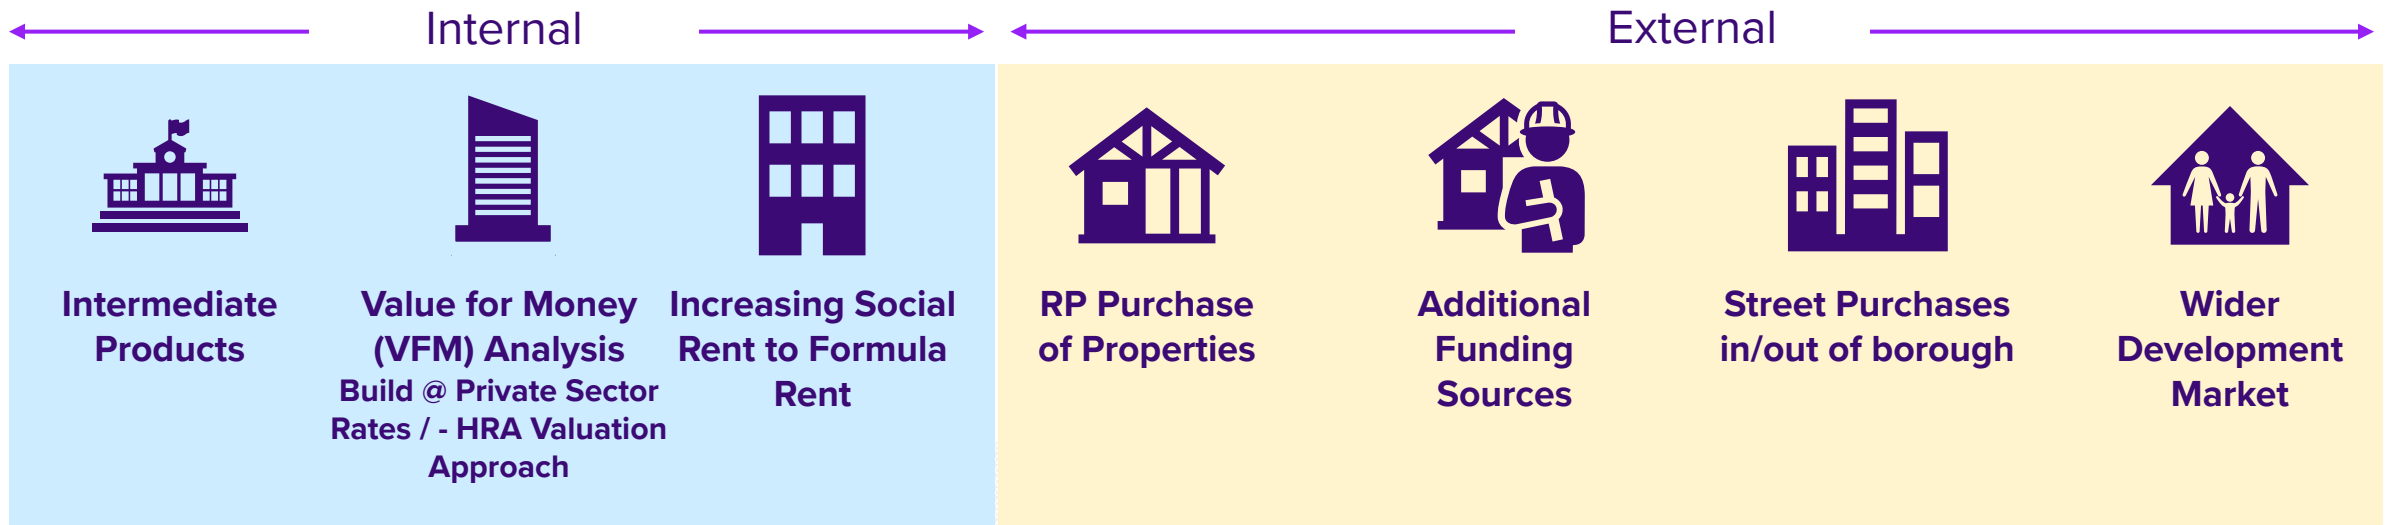 Internal
External
Intermediate
Products
Value for Money
(VFM) Analysis
Build @ Private Sector
Rates / - HRA Valuation
Approach
Increasing Social
Rent to Formula
Rent
RP Purchase
of Properties
Additional
Funding
Sources
Street Purchases
in/out of borough
Wider
Development
Market